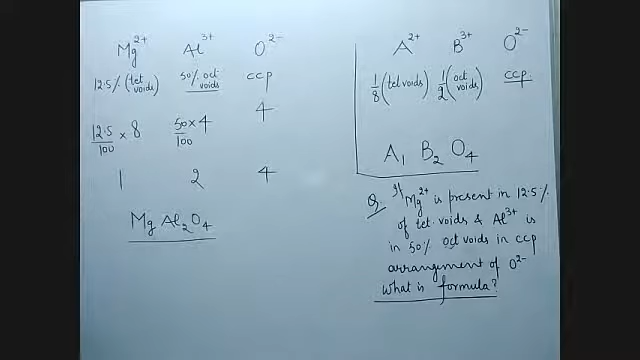 Mg2+ Al3+ O2-
12.5% (tet voids) 50% oct voids ccp
12.5/100 × 8 50/100 × 4 4
1 2 4
MgAl2O4
A2+ B3+ O2-
1/8 (tet voids) 1/2 (oct voids) ccp
A1 B2 O4
Q. If Mg2+ is present in 12.5%
of tet voids & Al3+ is
in 50% oct voids in ccp
arrangement of O2-
what is formula?